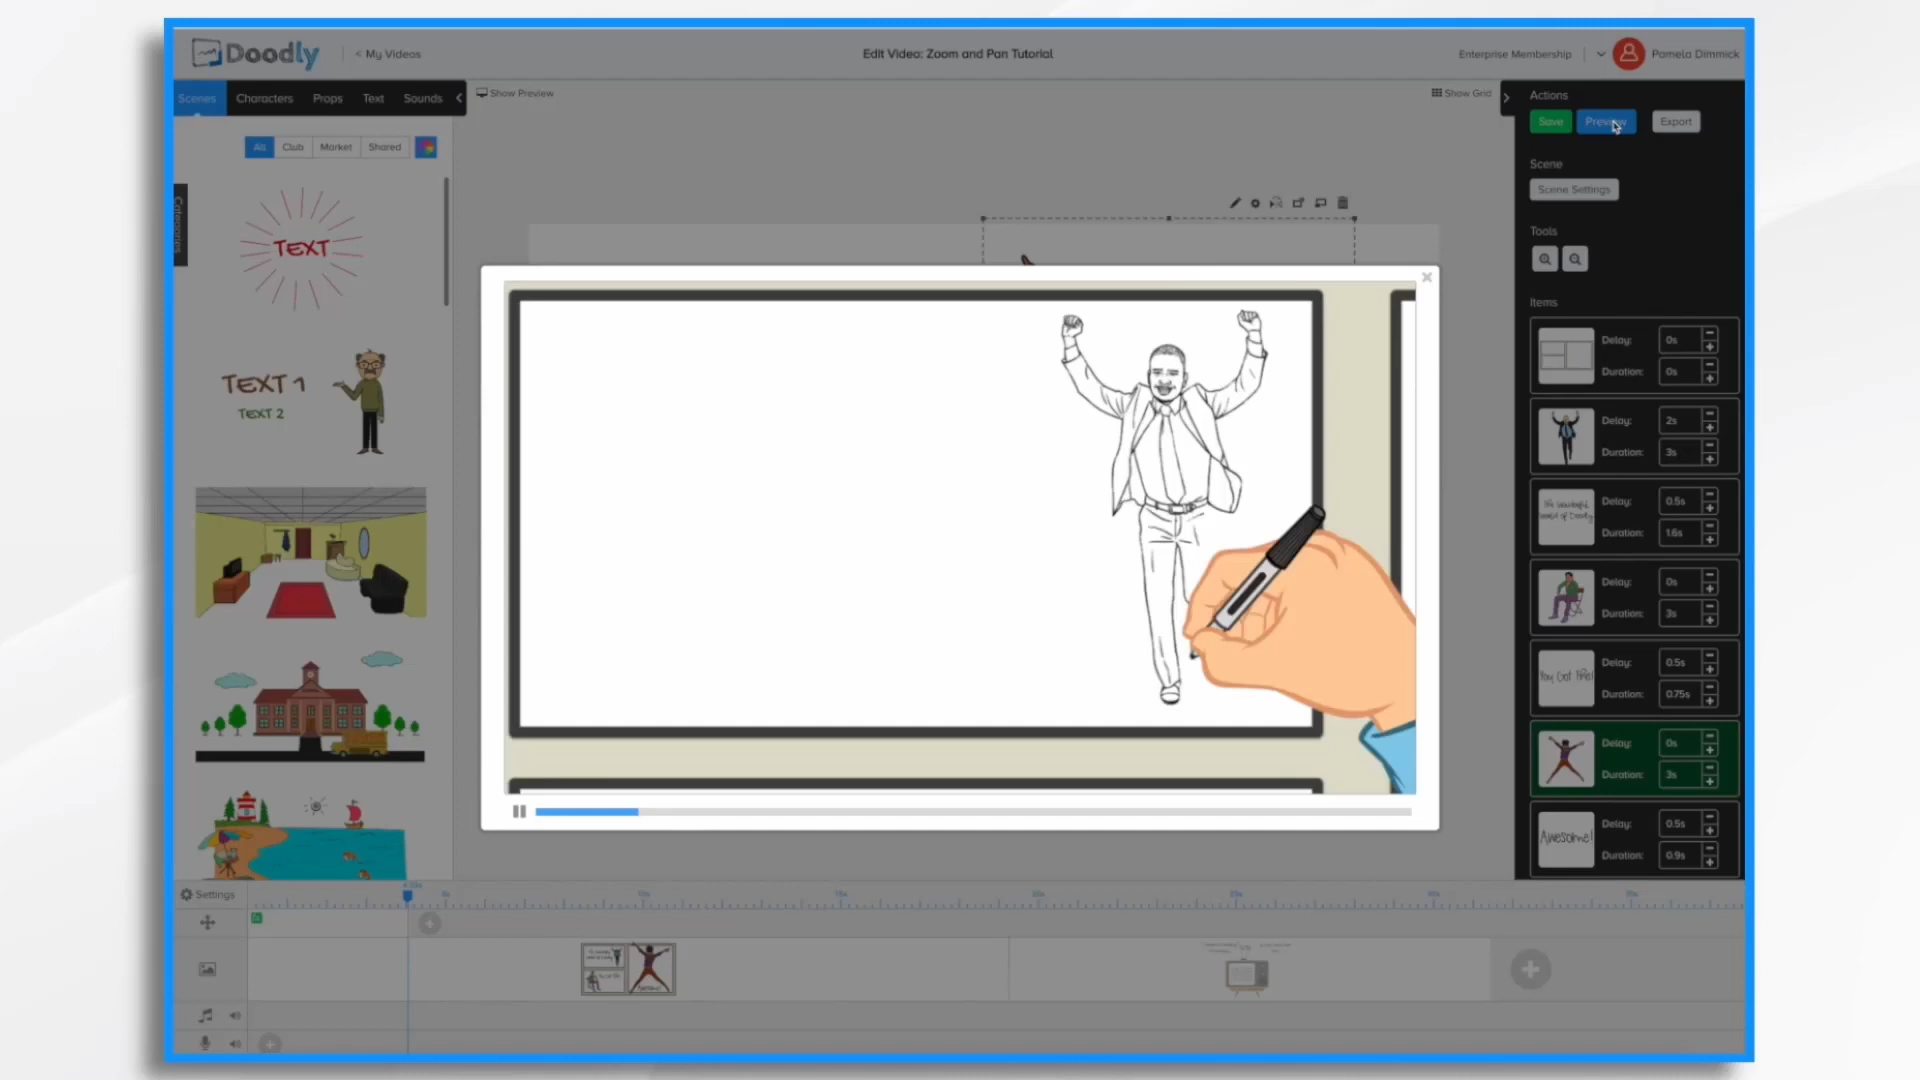 Doodly
< My Videos
Edit Video: Zoom and Pan Tutorial
Enterprise Membership
Pamela Dimmick
Scenes
Characters
Props
Text
Sounds
Show Preview
Show Grid
Actions
Save
Preview
Export
All
Club
Market
Shared
Categories
TEXT
TEXT 1
TEXT 2
Scene
Scene Settings
Tools
Items
Delay:
0s
Duration:
0s
Delay:
2s
Duration:
3s
Delay:
0.5s
Duration:
1.6s
Delay:
0s
Duration:
3s
You Got This!
Delay:
0.5s
Duration:
0.75s
Delay:
0s
Duration:
3s
Awesome!
Delay:
0.5s
Duration:
0.9s
Settings